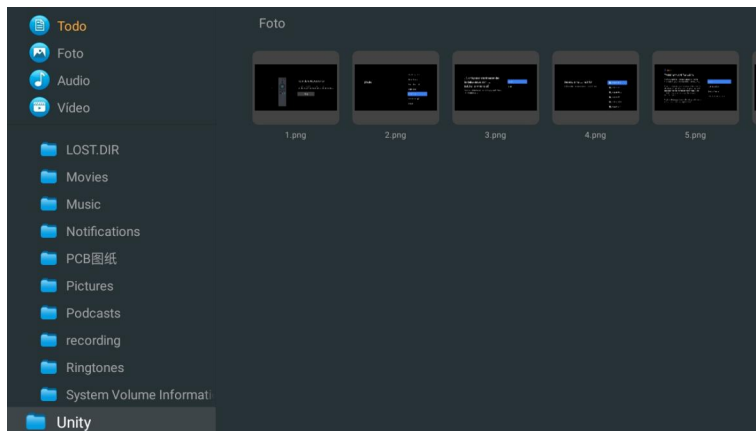 Todo
Foto
Audio
Vídeo
LOST.DIR
Movies
Music
Notifications
PCB图纸
Pictures
Podcasts
recording
Ringtones
System Volume Informati
Unity
Foto
1.png
2.png
3.png
4.png
5.png